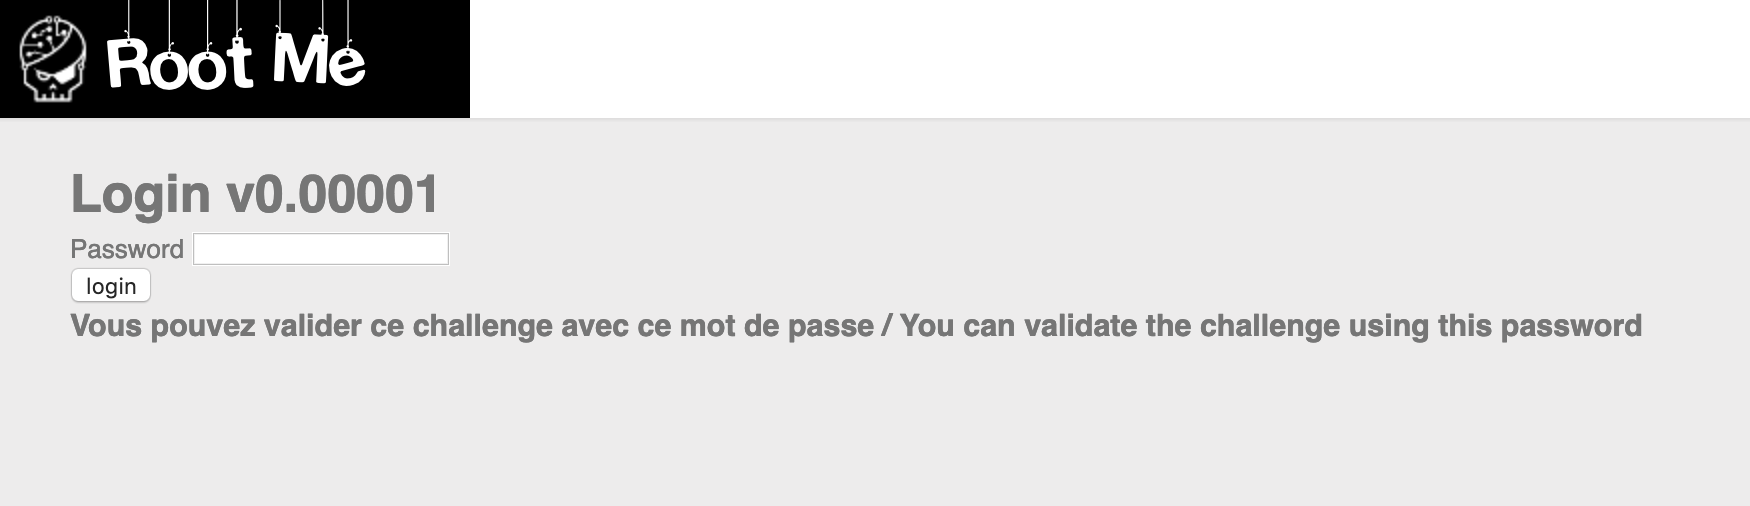 Root Me
Login v0.00001
Password
login
Vous pouvez valider ce challenge avec ce mot de passe / You can validate the challenge using this password